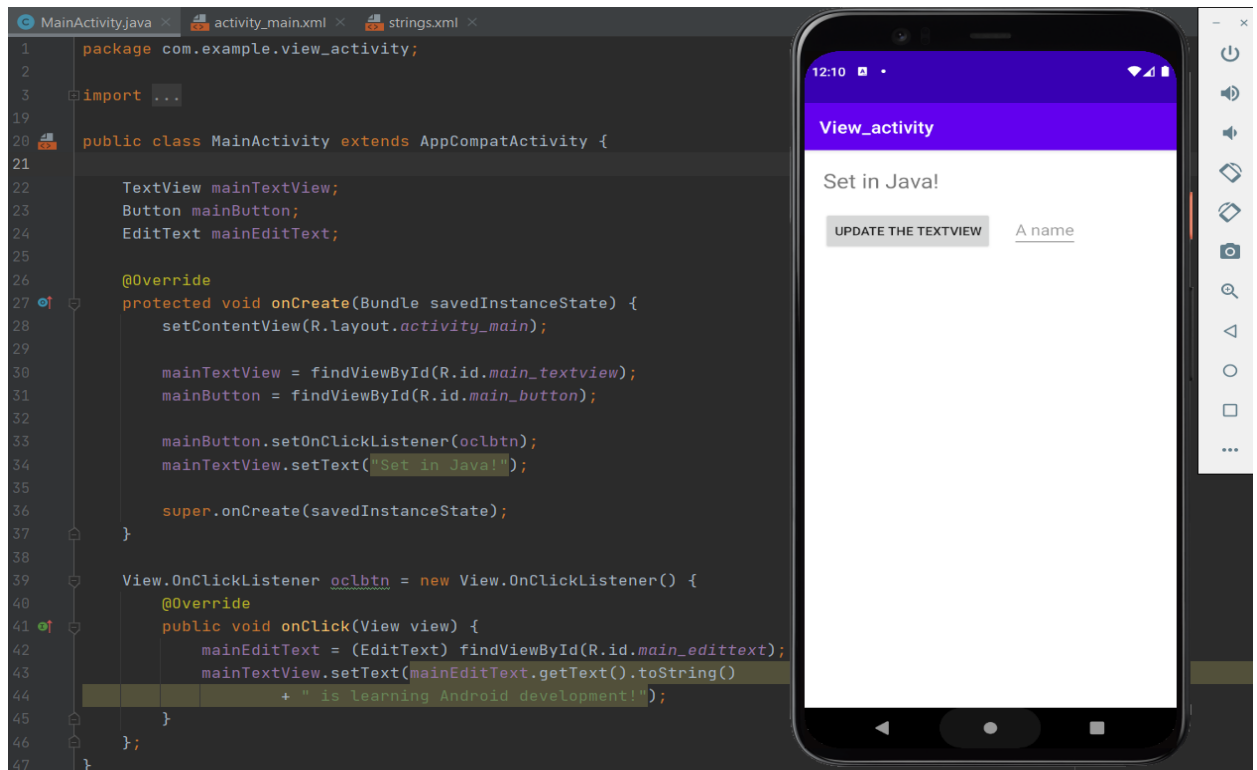 MainActivity.java
activity_main.xml
strings.xml
1 package com.example.view_activity;
2
3 import ...
19
20 public class MainActivity extends AppCompatActivity {
21
22 TextView mainTextView;
23 Button mainButton;
24 EditText mainEditText;
25
26 @Override
27 protected void onCreate(Bundle savedInstanceState) {
28 setContentView(R.layout.activity_main);
29
30 mainTextView = findViewById(R.id.main_textview);
31 mainButton = findViewById(R.id.main_button);
32
33 mainButton.setOnClickListener(oclbtn);
34 mainTextView.setText("Set in Java!");
35
36 super.onCreate(savedInstanceState);
37 }
38
39 View.OnClickListener oclbtn = new View.OnClickListener() {
40 @Override
41 public void onClick(View view) {
42 mainEditText = (EditText) findViewById(R.id.main_edittext);
43 mainTextView.setText(mainEditText.getText().toString()
44 + " is learning Android development!");
45 }
46 };
47 }
12:10
View_activity
Set in Java!
UPDATE THE TEXTVIEW
A name